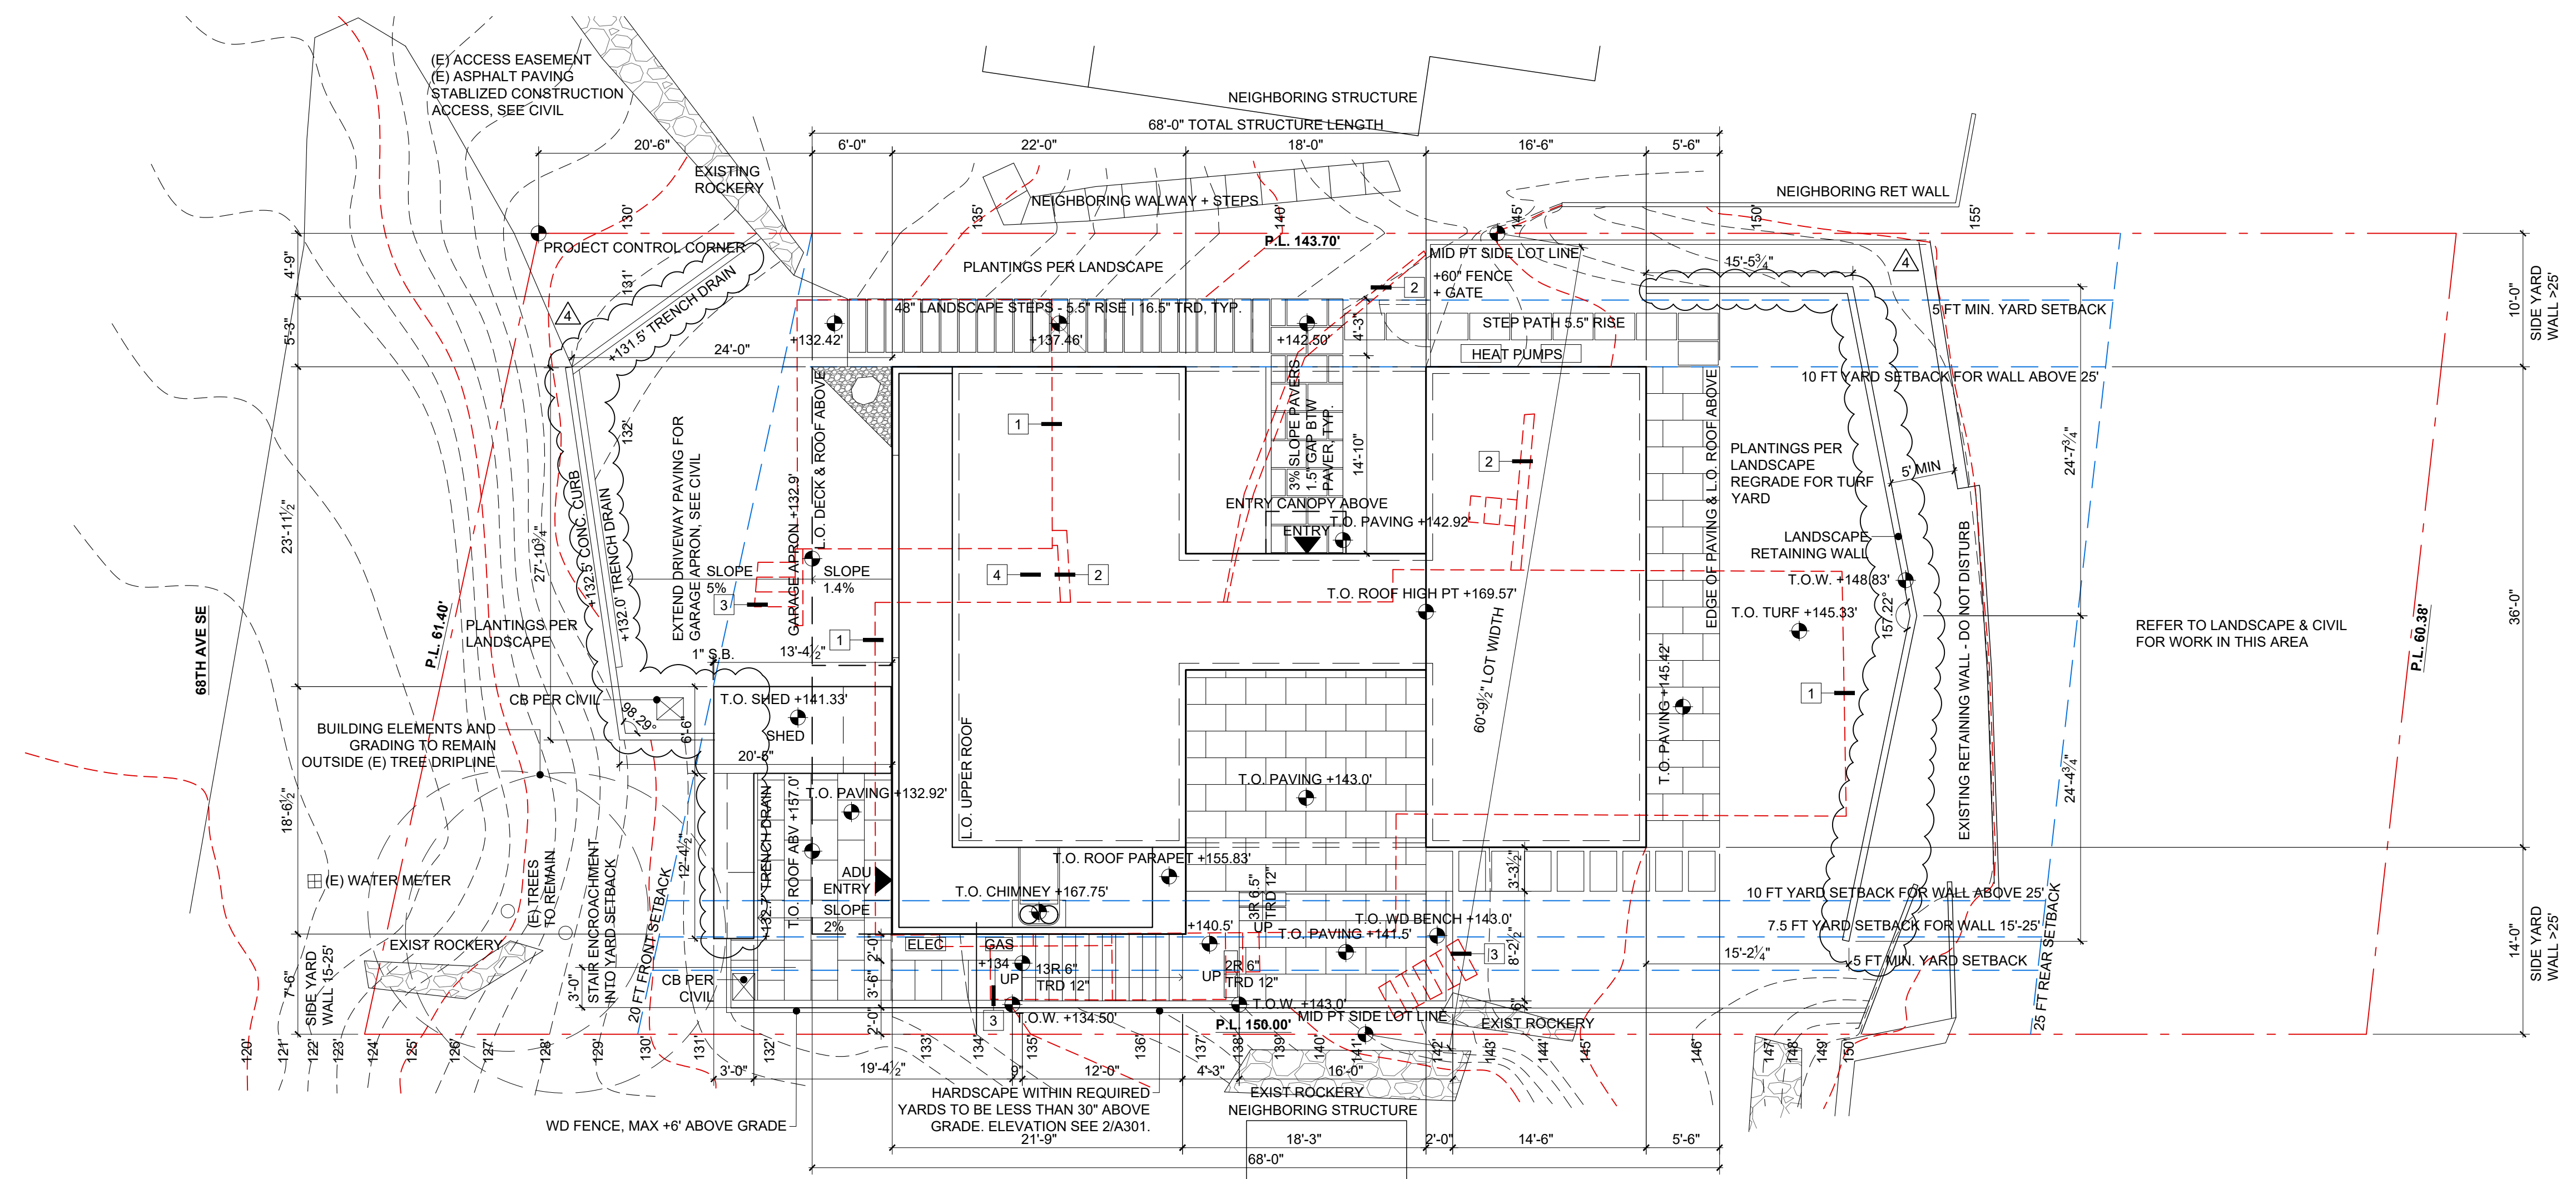 (E) ACCESS EASEMENT
(E) ASPHALT PAVING
STABLIZED CONSTRUCTION
ACCESS, SEE CIVIL
NEIGHBORING STRUCTURE
68'-0" TOTAL STRUCTURE LENGTH
20'-6"
6'-0"
22'-0"
18'-0"
16'-6"
5'-6"
EXISTING
ROCKERY
NEIGHBORING WALWAY + STEPS
NEIGHBORING RET WALL
130'
135'
140'
145'
150'
155'
PROJECT CONTROL CORNER
P.L. 143.70'
MID PT SIDE LOT LINE
4'-9"
5'-3"
131'
PLANTINGS PER LANDSCAPE
2
+60" FENCE
+ GATE
15'-5¾"
4
4
10'-0"
SIDE YARD
WALL >25'
+131.5' TRENCH DRAIN
48" LANDSCAPE STEPS - 5.5" RISE | 16.5" TRD, TYP.
5 FT MIN. YARD SETBACK
STEP PATH 5.5" RISE
+132.42'
+137.46'
+142.50'
4'-3"
24'-0"
HEAT PUMPS
10 FT YARD SETBACK FOR WALL ABOVE 25'
132'
1
3% SLOPE PAVERS
1.5" GAP BTW
PAVER, TYP.
14'-10"
2
EXTEND DRIVEWAY PAVING FOR
GARAGE APRON, SEE CIVIL
GARAGE APRON +132.9'
L.O. DECK & ROOF ABOVE
EDGE OF PAVING & L.O. ROOF ABOVE
PLANTINGS PER
LANDSCAPE
REGRADE FOR TURF
YARD
5' MIN
24'-7¾"
23'-11½"
27'-10¾"
+132.5' CONC. CURB
+132.0' TRENCH DRAIN
ENTRY CANOPY ABOVE
ENTRY
T.O. PAVING +142.92'
LANDSCAPE
RETAINING WALL
T.O.W. +148.83'
EXISTING RETAINING WALL - DO NOT DISTURB
SLOPE
5%
SLOPE
1.4%
4
2
3
T.O. ROOF HIGH PT +169.57'
T.O. TURF +145.33'
157.22°
36'-0"
REFER TO LANDSCAPE & CIVIL
FOR WORK IN THIS AREA
P.L. 60.38'
68TH AVE SE
P.L. 61.40'
PLANTINGS PER
LANDSCAPE
1
1" S.B.
13'-4½"
60'-9½" LOT WIDTH
T.O. PAVING +145.42'
1
CB PER CIVIL
98.29°
6'-6"
T.O. SHED +141.33'
SHED
BUILDING ELEMENTS AND
GRADING TO REMAIN
OUTSIDE (E) TREE DRIPLINE
20'-8"
L.O. UPPER ROOF
T.O. PAVING +143.0'
24'-4¾"
18'-6½"
T.O. PAVING +132.92'
+132.7' TRENCH DRAIN
T.O. ROOF ABV +157.0'
12'-4½"
(E) WATER METER
(E) TREES
TO REMAIN
STAIR ENCROACHMENT
INTO YARD SETBACK
20 FT FRONT SETBACK
ADU
ENTRY
SLOPE
2%
T.O. ROOF PARAPET +155.83'
T.O. CHIMNEY +167.75'
3R 6.5"
TRD 12"
UP
3'-3½"
10 FT YARD SETBACK FOR WALL ABOVE 25'
T.O. WD BENCH +143.0'
7.5 FT YARD SETBACK FOR WALL 15'-25'
T.O. PAVING +141.5'
25 FT REAR SETBACK
14'-0"
SIDE YARD
WALL >25'
EXIST ROCKERY
7'-6"
SIDE YARD
WALL 15-25'
3'-0"
CB PER
CIVIL
2'-0"
3'-6"
2'-0"
ELEC
GAS
+134
UP
13R 6"
TRD 12"
+140.5'
UP
2R 6"
TRD 12"
3
8'-2½"
6"
15'-2¼"
5 FT MIN. YARD SETBACK
3
T.O.W. +134.50'
T.O.W. +143.0'
P.L. 150.00'
MID PT SIDE LOT LINE
EXIST ROCKERY
120'
121'
122'
123'
124'
125'
126'
127'
128'
129'
130'
131'
132'
133'
134'
135'
136'
137'
138'
139'
140'
141'
142'
143'
144'
145'
146'
147'
148'
149'
150'
3'-0"
19'-4½"
9"
12'-0"
4'-3"
16'-0"
HARDSCAPE WITHIN REQUIRED
YARDS TO BE LESS THAN 30" ABOVE
GRADE. ELEVATION SEE 2/A301.
EXIST ROCKERY
NEIGHBORING STRUCTURE
WD FENCE, MAX +6' ABOVE GRADE
21'-9"
18'-3"
2'-0"
14'-6"
5'-6"
68'-0"